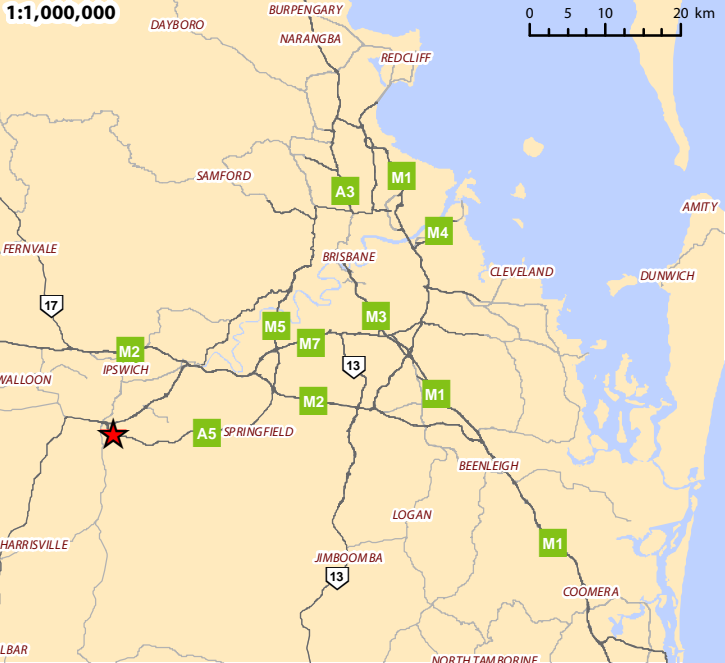 BURPENGARY
1:1,000,000
0 5 10 20 km
DAYBORO
NARANGBA
REDCLIFF
SAMFORD
M1
A3
AMITY
M4
FERNVALE
BRISBANE
CLEVELAND
DUNWICH
17
M3
M5
M7
M2
13
IPSWICH
WALLOON
M1
M2
A5
SPRINGFIELD
BEENLEIGH
LOGAN
HARRISVILLE
M1
JIMBOOMBA
13
COOMERA
LBAR
NORTH TAMBORINE